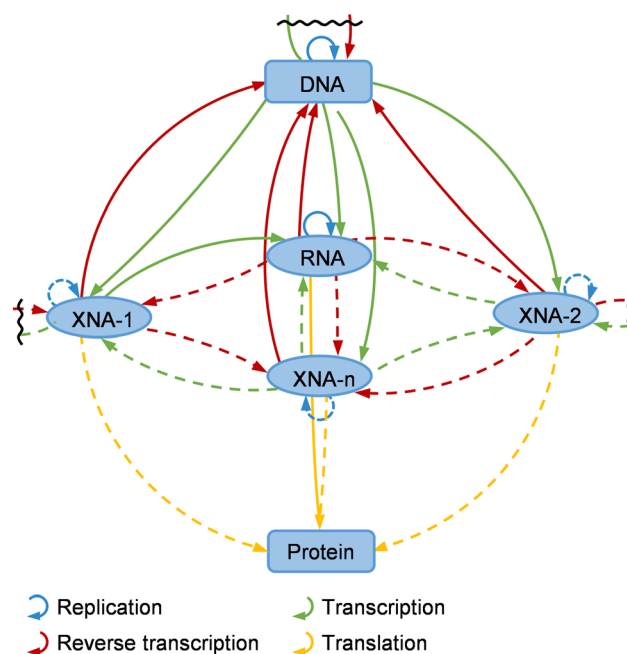 DNA
RNA
XNA-1
XNA-2
XNA-n
Protein
Replication
Transcription
Reverse transcription
Translation